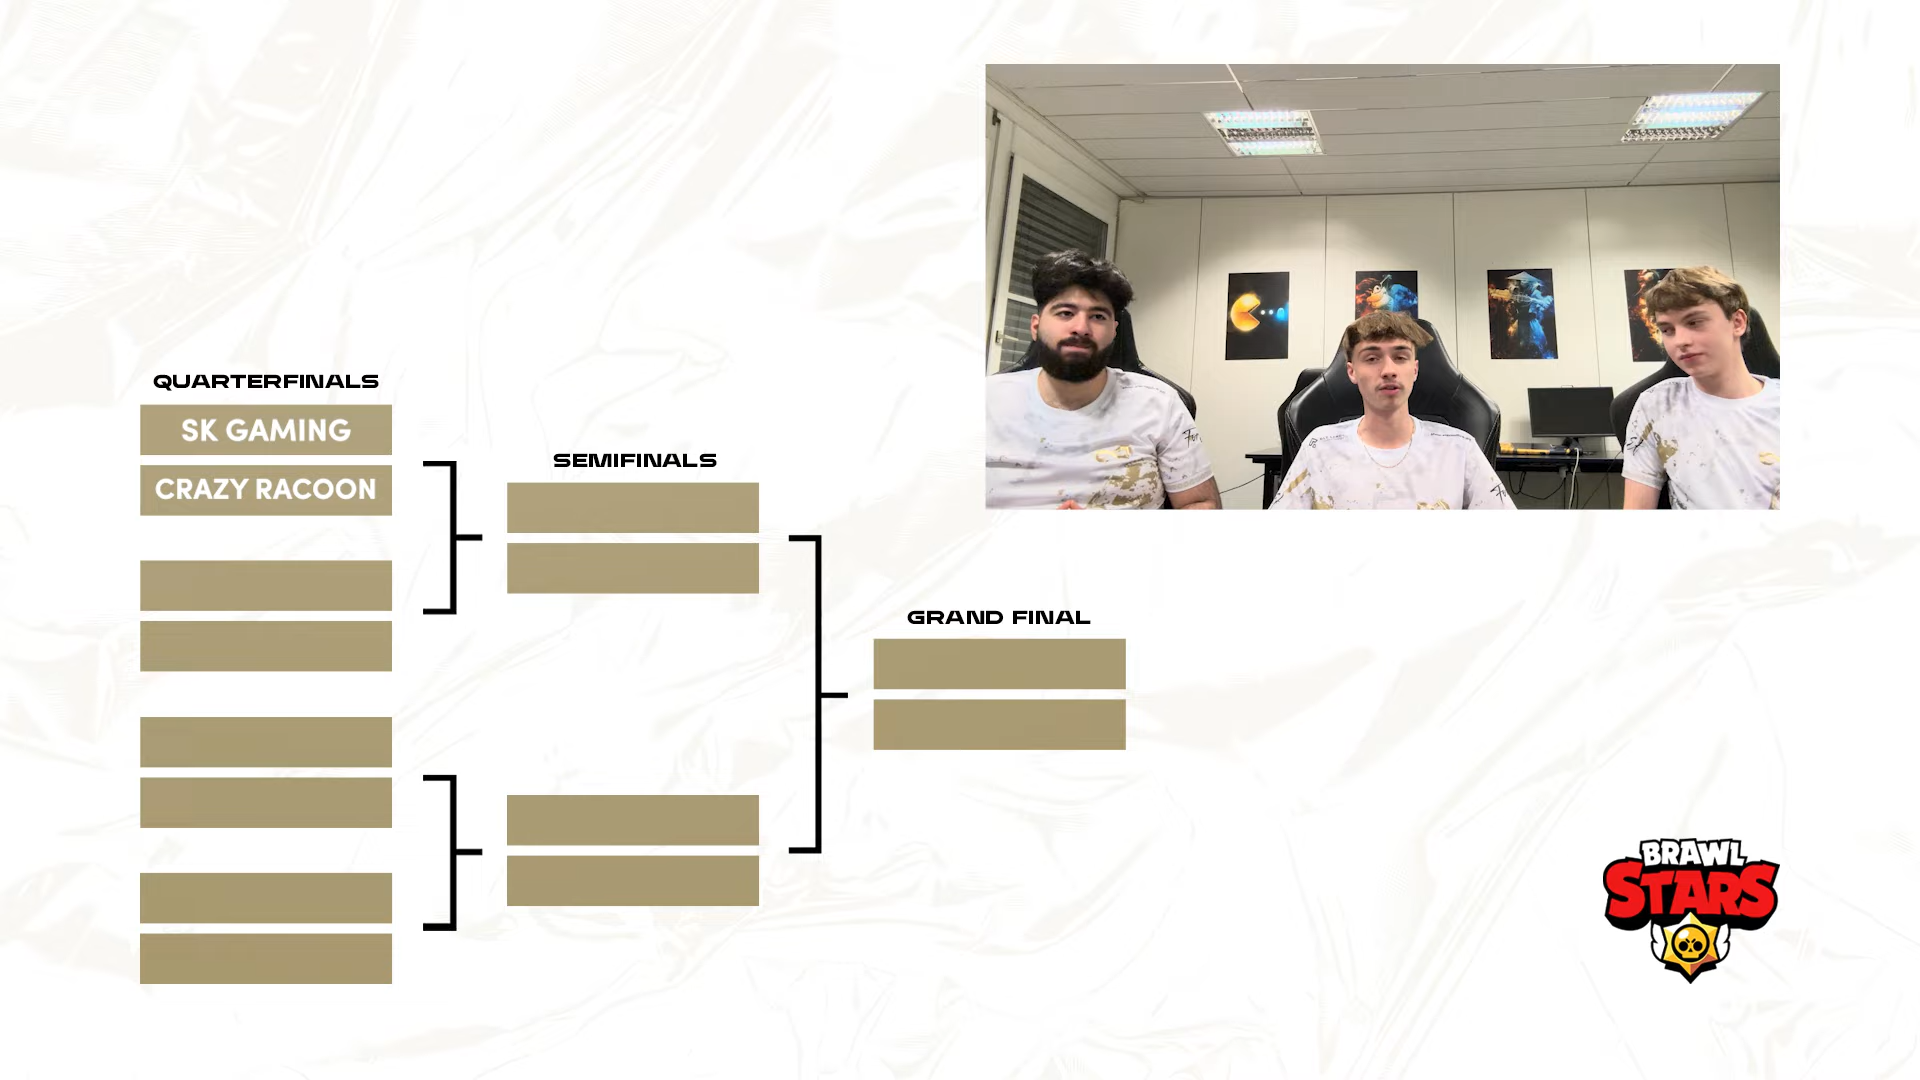 QUARTERFINALS
SK GAMING
CRAZY RACOON
SEMIFINALS
GRAND FINAL
BRAWL
STARS